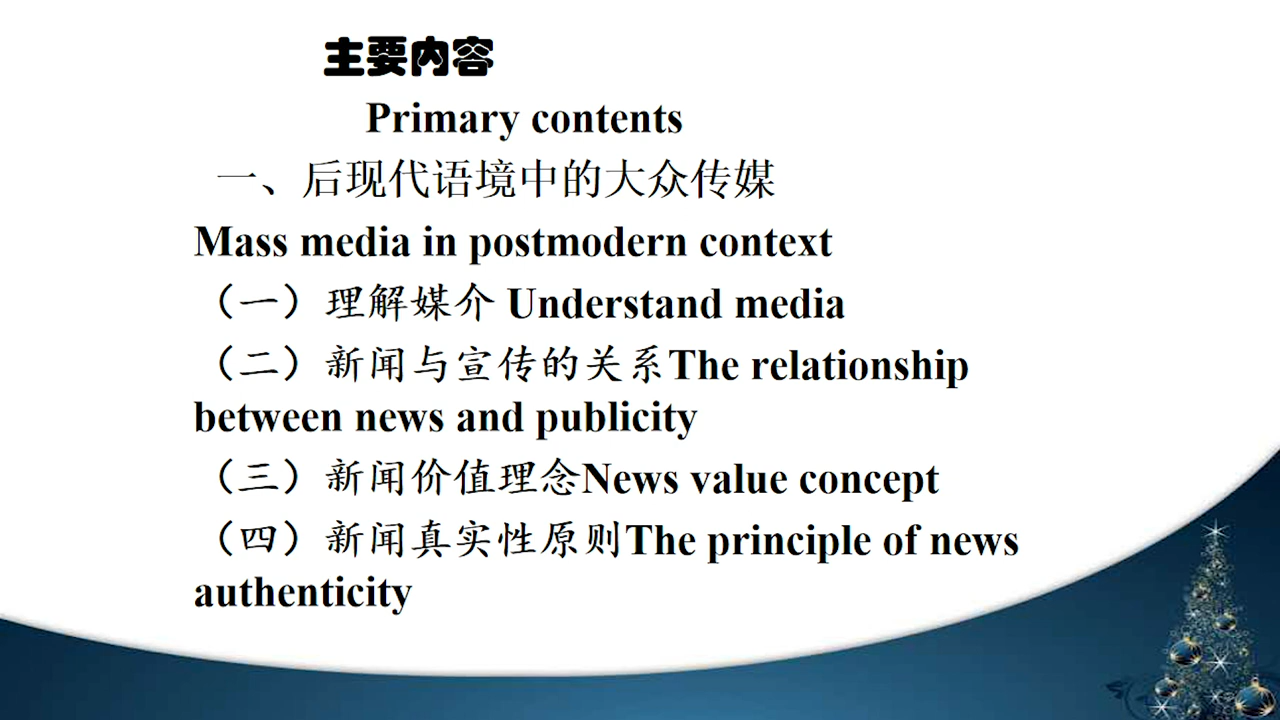 主要内容
Primary contents
一、后现代语境中的大众传媒
Mass media in postmodern context
（一）理解媒介 Understand media
（二）新闻与宣传的关系The relationship
between news and publicity
（三）新闻价值理念News value concept
（四）新闻真实性原则The principle of news
authenticity